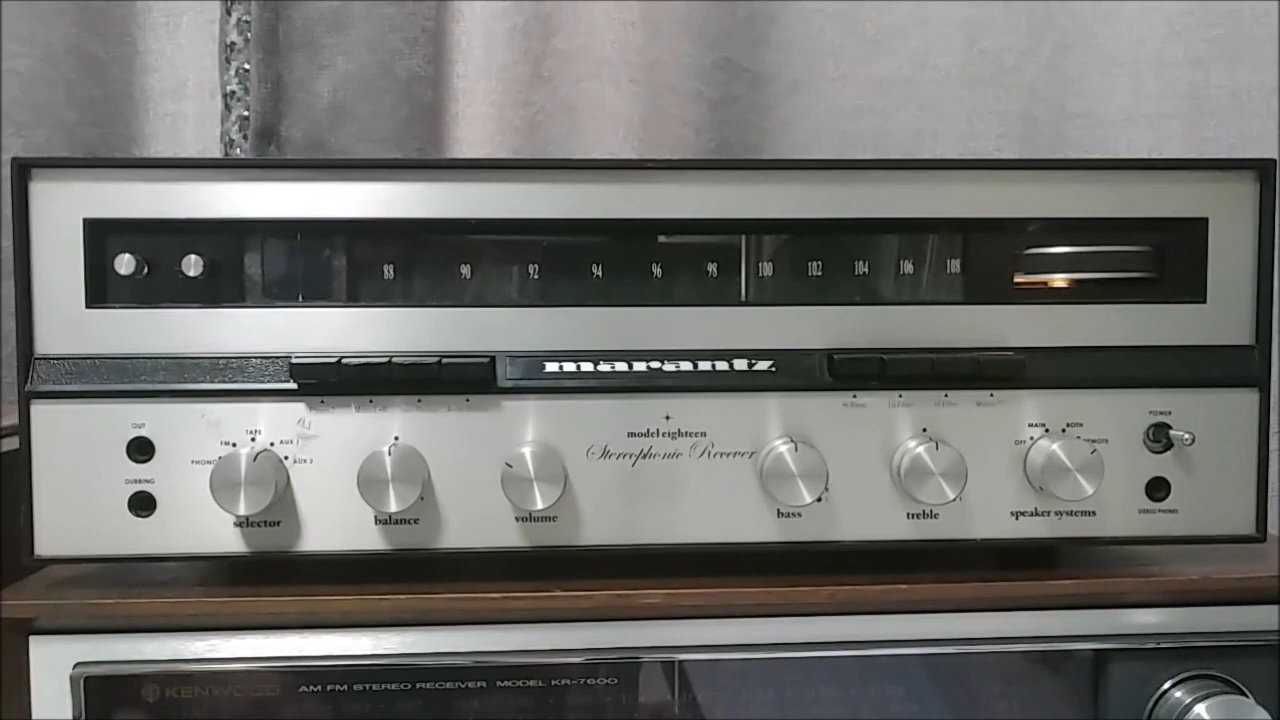 88 90 92 94 96 98 100 102 104 106 108
marantz
model eighteen
Stereophonic Receiver
OUT
DUBBING
PHONO FM TAPE AUX 1 AUX 2
selector
balance
volume
bass
treble
OFF MAIN BOTH REMOTE
speaker systems
POWER
STEREO PHONES
KENWOOD AM FM STEREO RECEIVER MODEL KR-7600